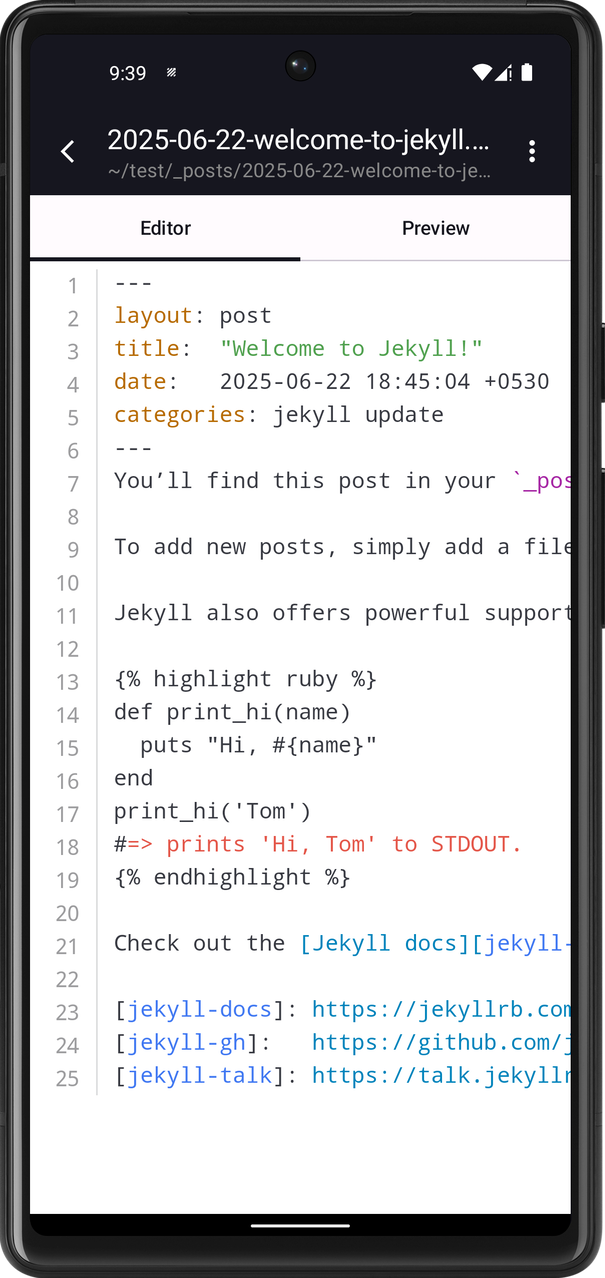 9:39
2025-06-22-welcome-to-jekyll.…
~/test/_posts/2025-06-22-welcome-to-je…
Editor Preview
1 ---
2 layout: post
3 title:  "Welcome to Jekyll!"
4 date:   2025-06-22 18:45:04 +0530
5 categories: jekyll update
6 ---
7 You’ll find this post in your `_pos
8
9 To add new posts, simply add a file
10
11 Jekyll also offers powerful support
12
13 {% highlight ruby %}
14 def print_hi(name)
15   puts "Hi, #{name}"
16 end
17 print_hi('Tom')
18 #=> prints 'Hi, Tom' to STDOUT.
19 {% endhighlight %}
20
21 Check out the [Jekyll docs][jekyll-
22
23 [jekyll-docs]: https://jekyllrb.com
24 [jekyll-gh]:   https://github.com/j
25 [jekyll-talk]: https://talk.jekyllr